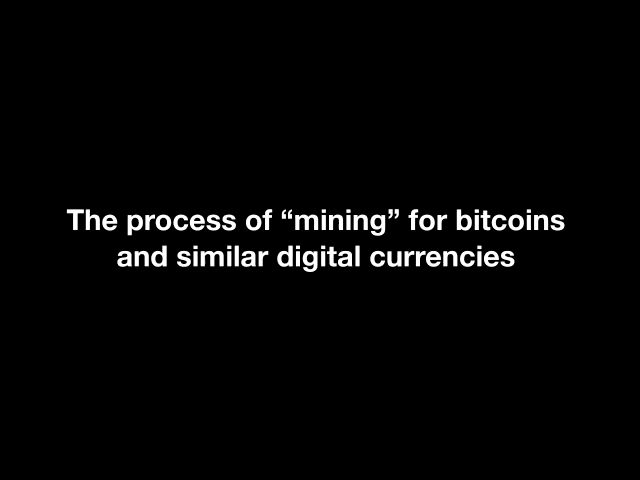 The process of “mining” for bitcoins
and similar digital currencies